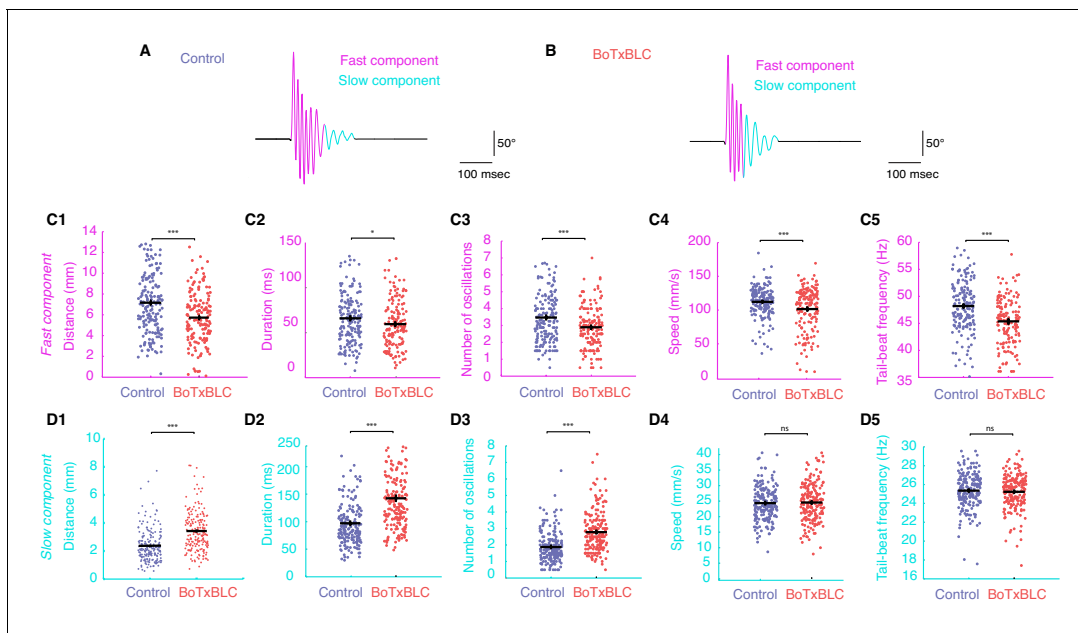 A
Control
Fast component
Slow component
50°
100 msec
B
BoTxBLC
Fast component
Slow component
50°
100 msec
C1
Fast component
Distance (mm)
14
12
10
8
6
4
2
0
***
Control BoTxBLC
C2
Duration (ms)
150
100
50
0
*
Control BoTxBLC
C3
Number of oscillations
8
7
6
5
4
3
2
1
0
***
Control BoTxBLC
C4
Speed (mm/s)
200
150
100
50
0
***
Control BoTxBLC
C5
Tail-beat frequency (Hz)
60
55
50
45
40
35
***
Control BoTxBLC
D1
Slow component
Distance (mm)
10
8
6
4
2
0
***
Control BoTxBLC
D2
Duration (ms)
250
200
150
100
50
0
***
Control BoTxBLC
D3
Number of osdillations
8
7
6
5
4
3
2
1
0
***
Control BoTxBLC
D4
Speed (mm/s)
40
35
30
25
20
15
10
5
0
ns
Control BoTxBLC
D5
Tail-beat frequency (Hz)
30
28
26
24
22
20
18
16
ns
Control BoTxBLC